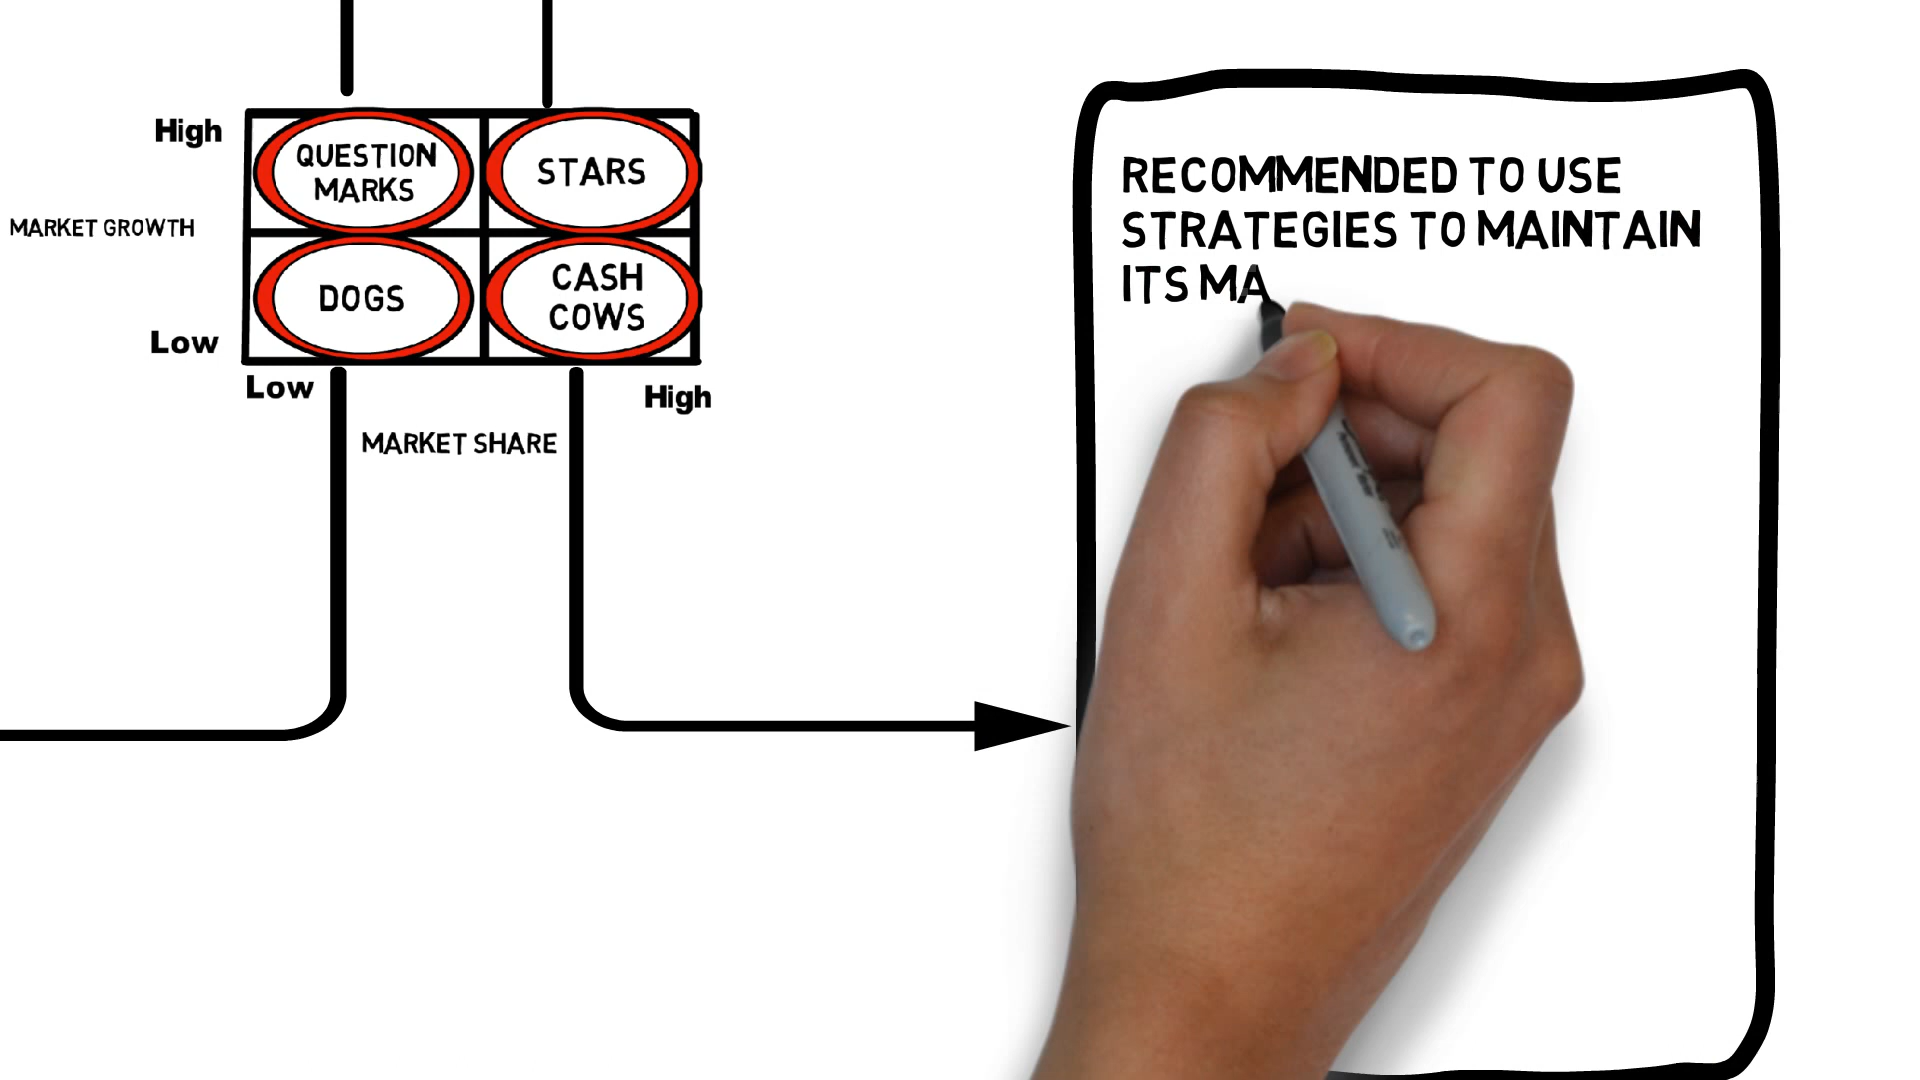 High
QUESTION
MARKS
STARS
MARKET GROWTH
DOGS
CASH
COWS
Low
Low
High
MARKET SHARE
RECOMMENDED TO USE
STRATEGIES TO MAINTAIN
ITS MA